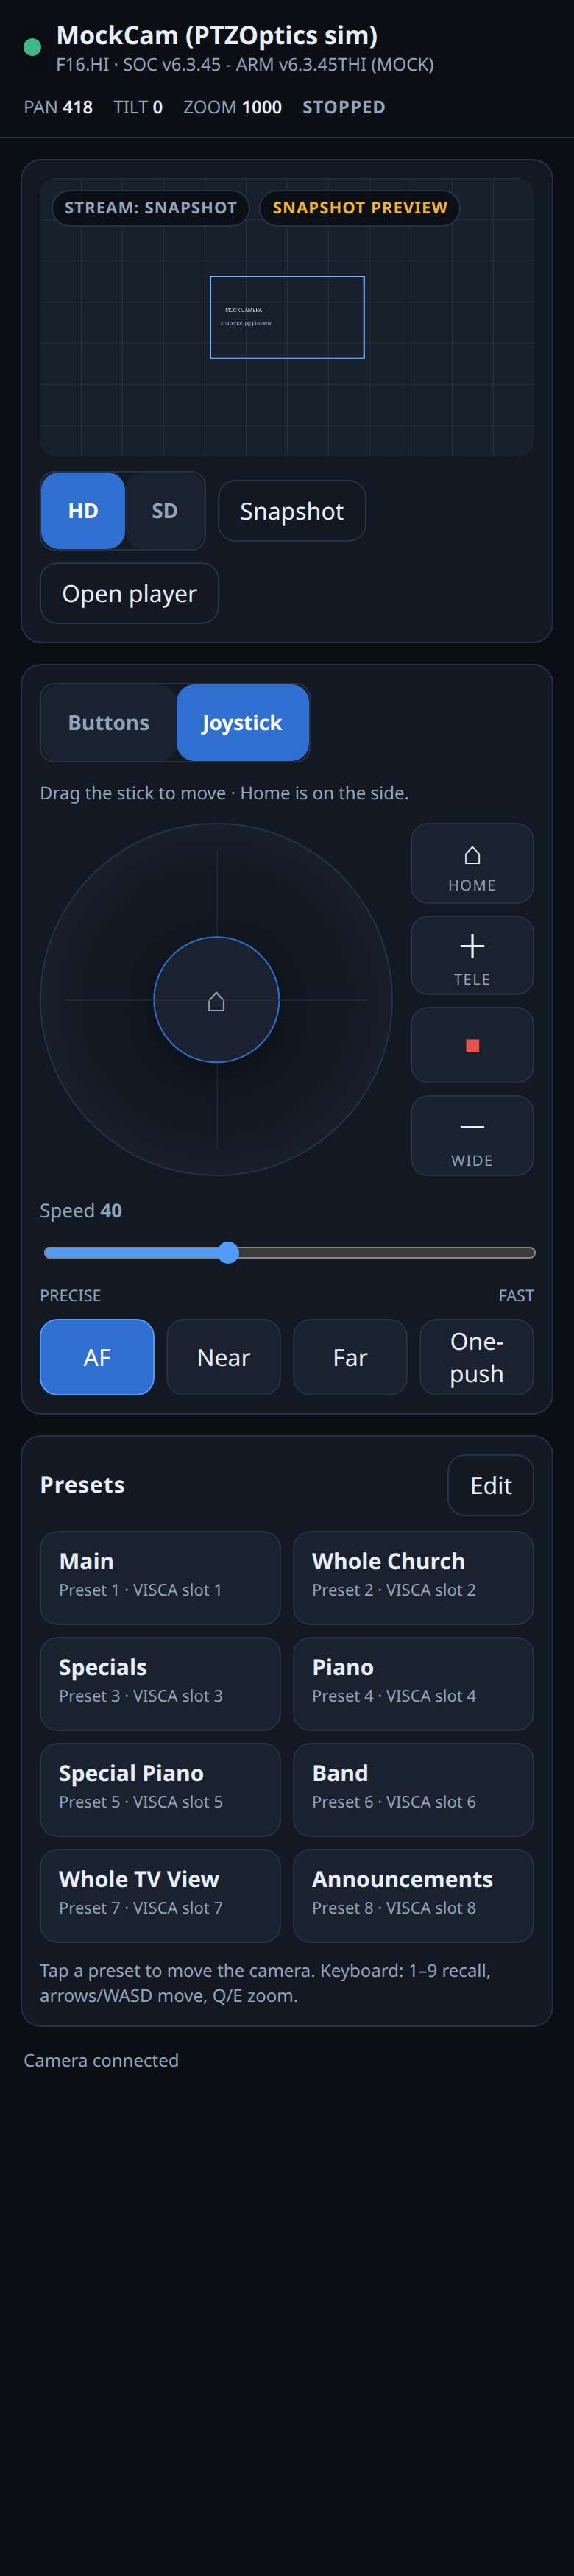 MockCam (PTZOptics sim)
F16.HI · SOC v6.3.45 - ARM v6.3.45THI (MOCK)
PAN 418 TILT 0 ZOOM 1000 STOPPED
STREAM: SNAPSHOT SNAPSHOT PREVIEW
MOCK CAMERA
snapshot.jpg preview
HD SD Snapshot
Open player
Buttons Joystick
Drag the stick to move · Home is on the side.
HOME
TELE
WIDE
Speed 40
PRECISE FAST
AF Near Far One-
push
Presets Edit
Main Whole Church
Preset 1 · VISCA slot 1 Preset 2 · VISCA slot 2
Specials Piano
Preset 3 · VISCA slot 3 Preset 4 · VISCA slot 4
Special Piano Band
Preset 5 · VISCA slot 5 Preset 6 · VISCA slot 6
Whole TV View Announcements
Preset 7 · VISCA slot 7 Preset 8 · VISCA slot 8
Tap a preset to move the camera. Keyboard: 1–9 recall,
arrows/WASD move, Q/E zoom.
Camera connected